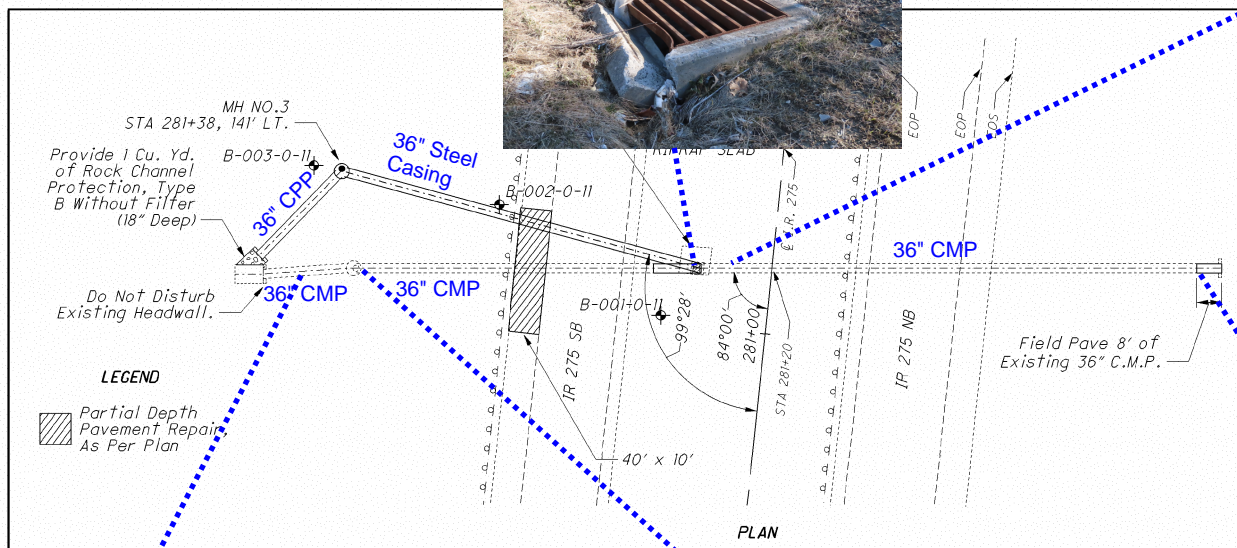 MH NO.3
STA 281+38, 141' LT.
Provide 1 Cu. Yd.
of Rock Channel
Protection, Type
B Without Filter
(18" Deep)
B-003-0-11
36" CPP
36" Steel
Casing
B-002-0-11
SLAB
EOP
EOP
EOS
℄ I.R. 275
36" CMP
Do Not Disturb
Existing Headwall.
36" CMP
36" CMP
B-001-0-11
99°28'
84°00'
281+00
STA 281+20
IR 275 SB
IR 275 NB
Field Pave 8' of
Existing 36" C.M.P.
LEGEND
Partial Depth
Pavement Repair,
As Per Plan
40' x 10'
PLAN